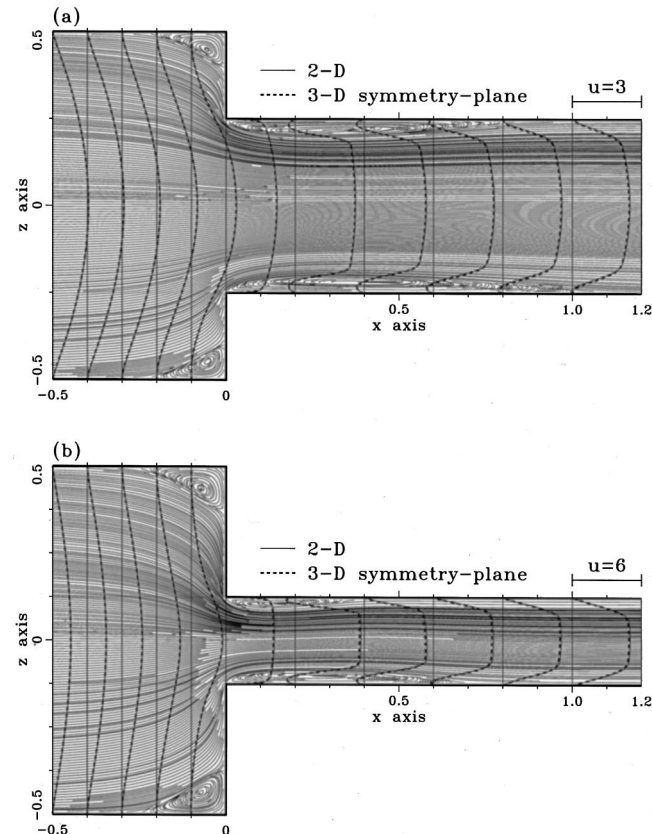 (a)
0.5
2-D
3-D symmetry-plane
u=3
z axis
0
-0.5
-0.5
0
0.5
1.0
1.2
x axis
(b)
0.5
2-D
3-D symmetry-plane
u=6
z axis
0
-0.5
-0.5
0
0.5
1.0
1.2
x axis